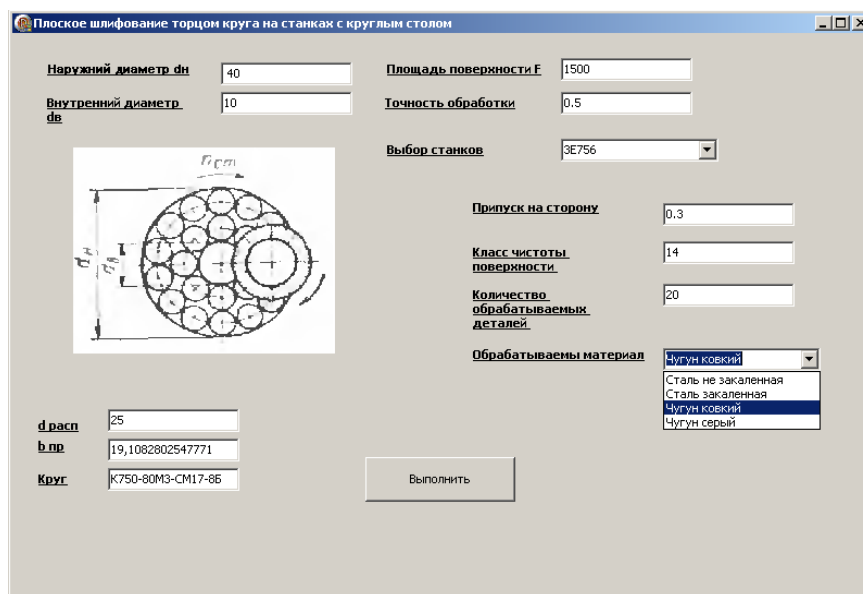 Плоское шлифование торцом круга на станках с круглым столом
Наружний диаметр dн
40
Площадь поверхности F
1500
Внутренний диаметр
dв
10
Точность обработки
0.5
Выбор станков
3Е756
nст
dн
dв
Припуск на сторону
0.3
Класс чистоты
поверхности
14
Количество
обрабатываемых
деталей
20
Обрабатываемы материал
Чугун ковкий
Сталь не закаленная
Сталь закаленная
Чугун ковкий
Чугун серый
d расп
25
b пр
19,1082802547771
Круг
К750-80М3-СМ17-8Б
Выполнить